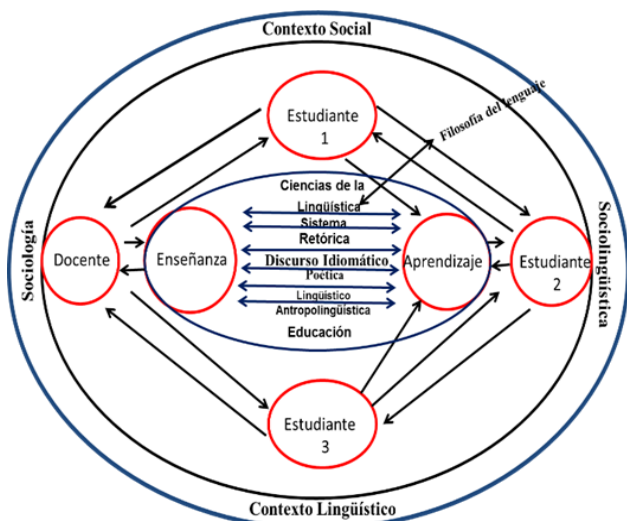 Contexto Social
Estudiante
1
Filosofía del lenguaje
Ciencias de la
Lingüística
Sistema
Retórica
Sociología
Docente
Enseñanza
Discurso Idiomático
Aprendizaje
Estudiante
2
Sociolingüística
Poética
Lingüístico
Antropolingüística
Educación
Estudiante
3
Contexto Lingüístico